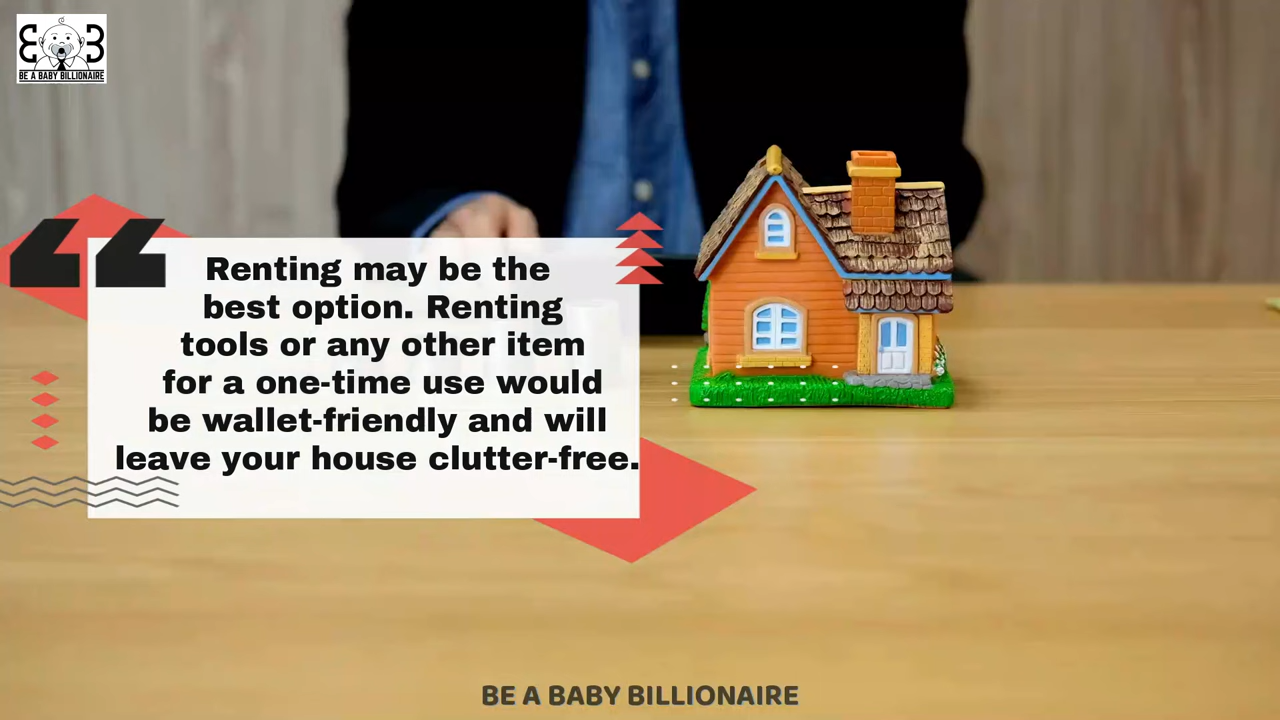 BE A BABY BILLIONAIRE
Renting may be the
best option. Renting
tools or any other item
for a one-time use would
be wallet-friendly and will
leave your house clutter-free.
BE A BABY BILLIONAIRE